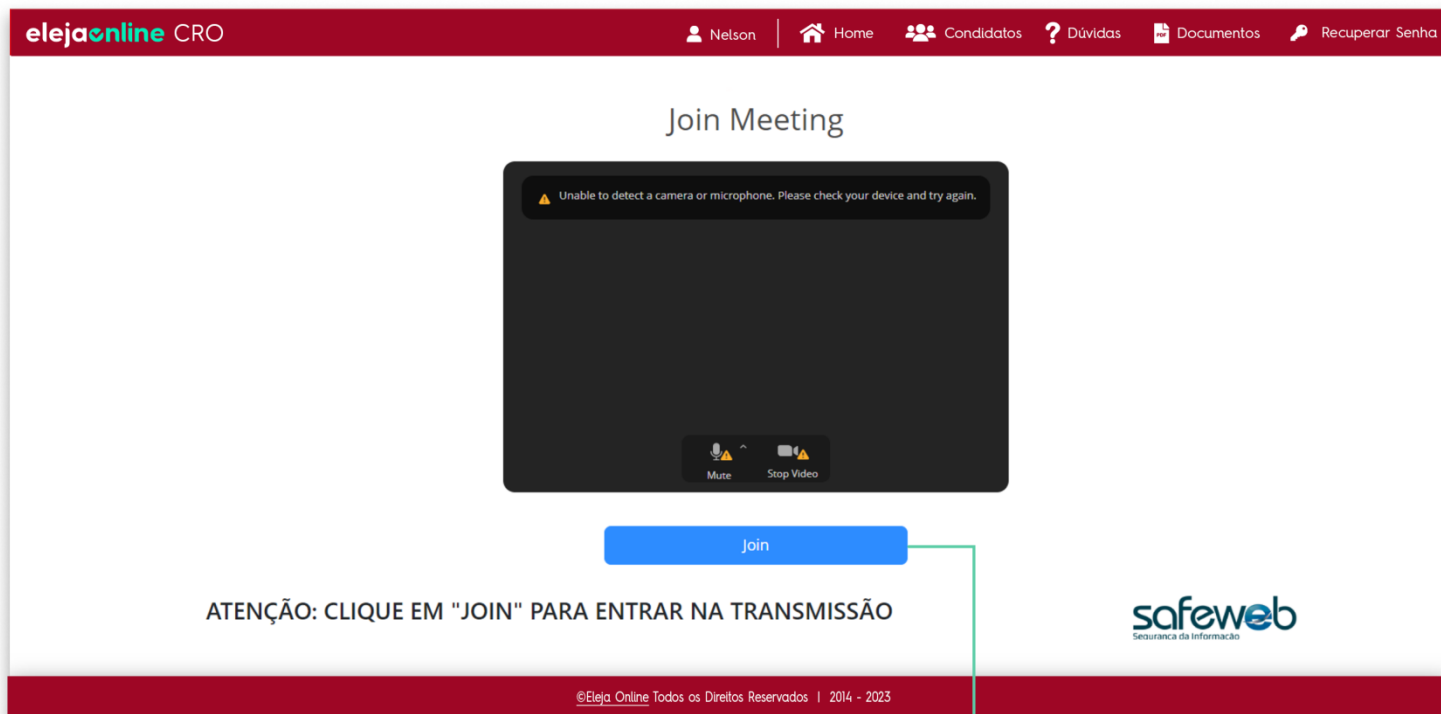 elejaonline CRO
Nelson
Home
Candidatos
Dúvidas
PDF
Documentos
Recuperar Senha
Join Meeting
Unable to detect a camera or microphone. Please check your device and try again.
Mute
Stop Video
Join
ATENÇÃO: CLIQUE EM "JOIN" PARA ENTRAR NA TRANSMISSÃO
safeweb
Segurança da Informação
©Eleja Online Todos os Direitos Reservados | 2014 - 2023